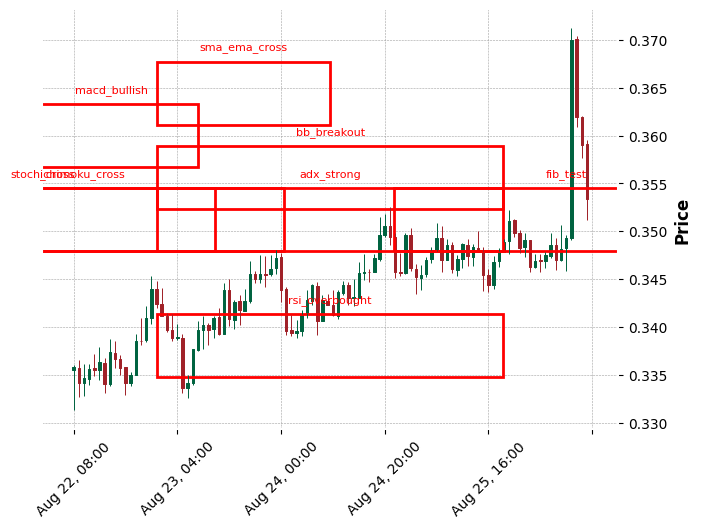 sma_ema_cross
macd_bullish
bb_breakout
stochirossss
ichimoku_cross
adx_strong
fib_test
rsi_overbought
0.370
0.365
0.360
0.355
0.350
0.345
0.340
0.335
0.330
Price
Aug 22, 08:00
Aug 23, 04:00
Aug 24, 00:00
Aug 24, 20:00
Aug 25, 16:00